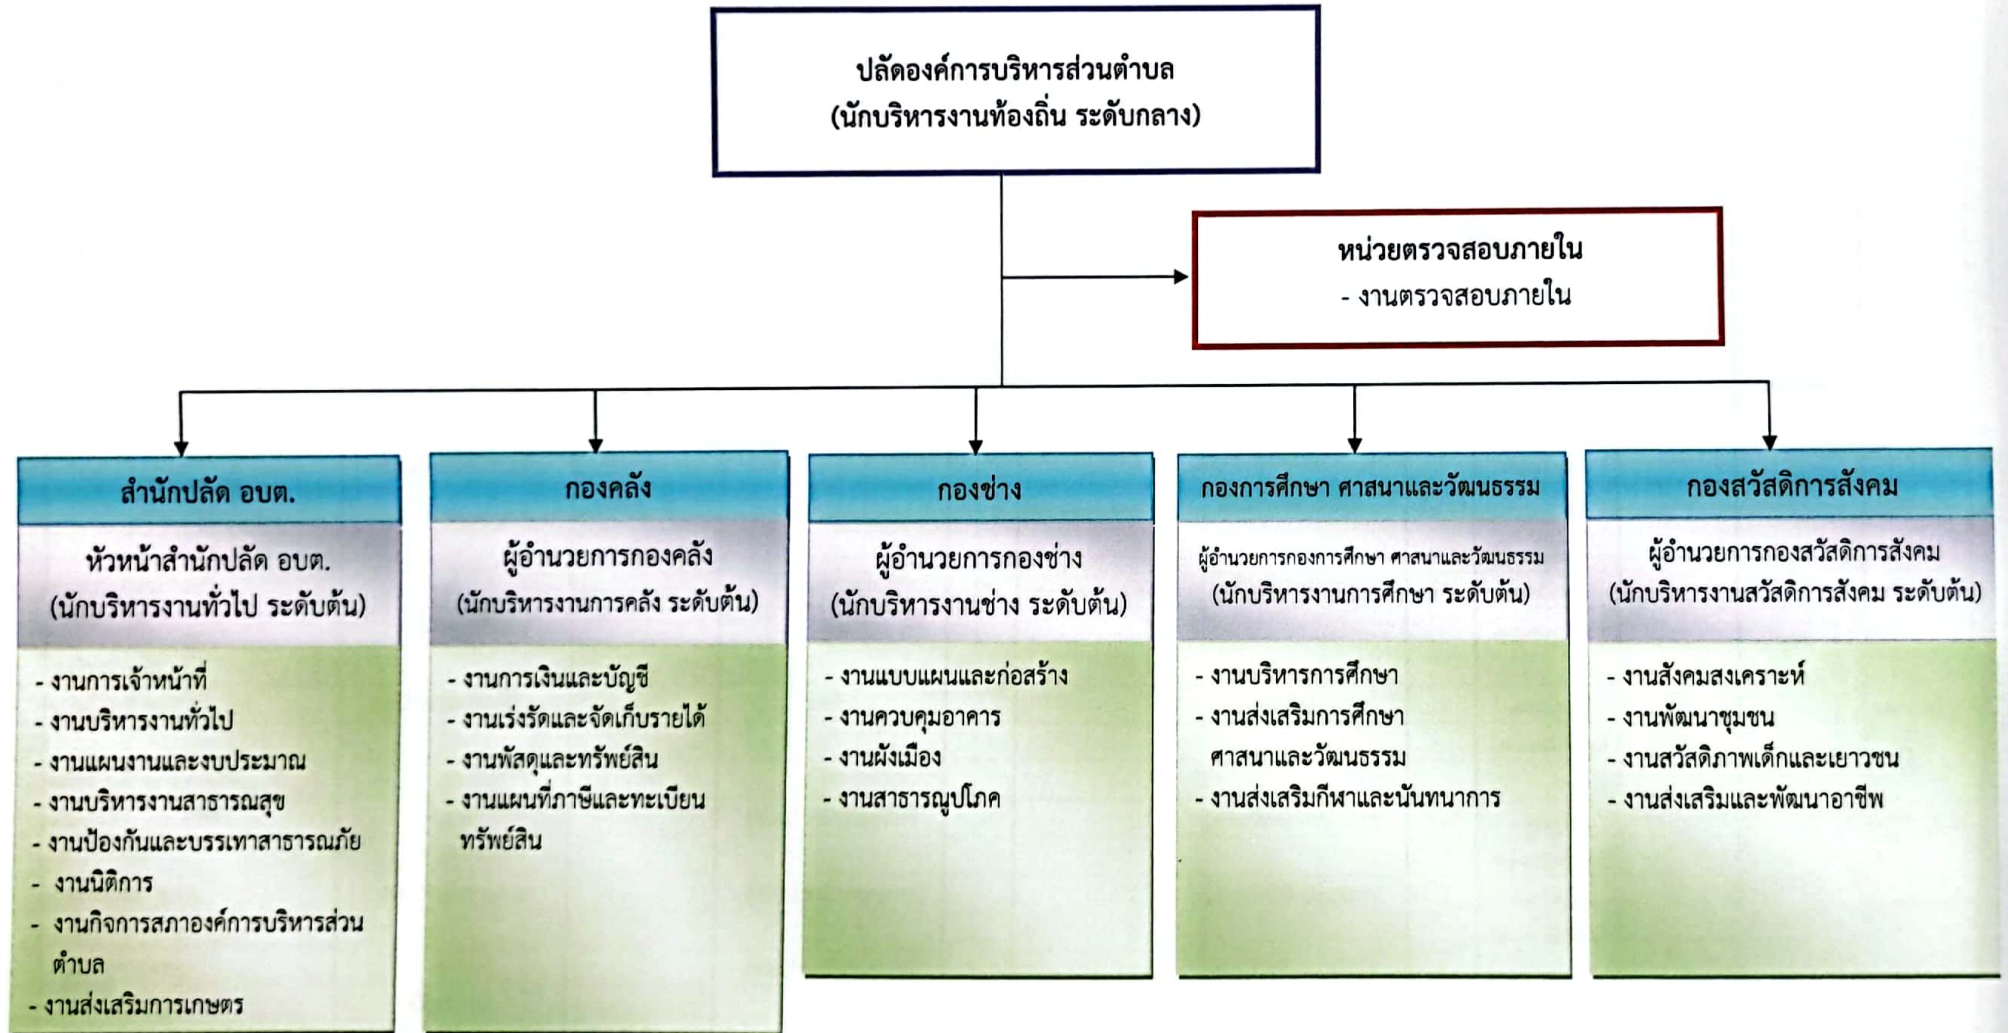 ปลัดองค์การบริหารส่วนตำบล
(นักบริหารงานท้องถิ่น ระดับกลาง)
หน่วยตรวจสอบภายใน
- งานตรวจสอบภายใน
สำนักปลัด อบต.
หัวหน้าสำนักปลัด อบต.
(นักบริหารงานทั่วไป ระดับต้น)
- งานการเจ้าหน้าที่
- งานบริหารงานทั่วไป
- งานแผนงานและงบประมาณ
- งานบริหารงานสาธารณสุข
- งานป้องกันและบรรเทาสาธารณภัย
- งานนิติการ
- งานกิจการสภาองค์การบริหารส่วน
ตำบล
- งานส่งเสริมการเกษตร
กองคลัง
ผู้อำนวยการกองคลัง
(นักบริหารงานการคลัง ระดับต้น)
- งานการเงินและบัญชี
- งานเร่งรัดและจัดเก็บรายได้
- งานพัสดุและทรัพย์สิน
- งานแผนที่ภาษีและทะเบียน
ทรัพย์สิน
กองช่าง
ผู้อำนวยการกองช่าง
(นักบริหารงานช่าง ระดับต้น)
- งานแบบแผนและก่อสร้าง
- งานควบคุมอาคาร
- งานผังเมือง
- งานสาธารณูปโภค
กองการศึกษา ศาสนาและวัฒนธรรม
ผู้อำนวยการกองการศึกษา ศาสนาและวัฒนธรรม
(นักบริหารงานการศึกษา ระดับต้น)
- งานบริหารการศึกษา
- งานส่งเสริมการศึกษา
ศาสนาและวัฒนธรรม
- งานส่งเสริมกีฬาและนันทนาการ
กองสวัสดิการสังคม
ผู้อำนวยการกองสวัสดิการสังคม
(นักบริหารงานสวัสดิการสังคม ระดับต้น)
- งานสังคมสงเคราะห์
- งานพัฒนาชุมชน
- งานสวัสดิภาพเด็กและเยาวชน
- งานส่งเสริมและพัฒนาอาชีพ